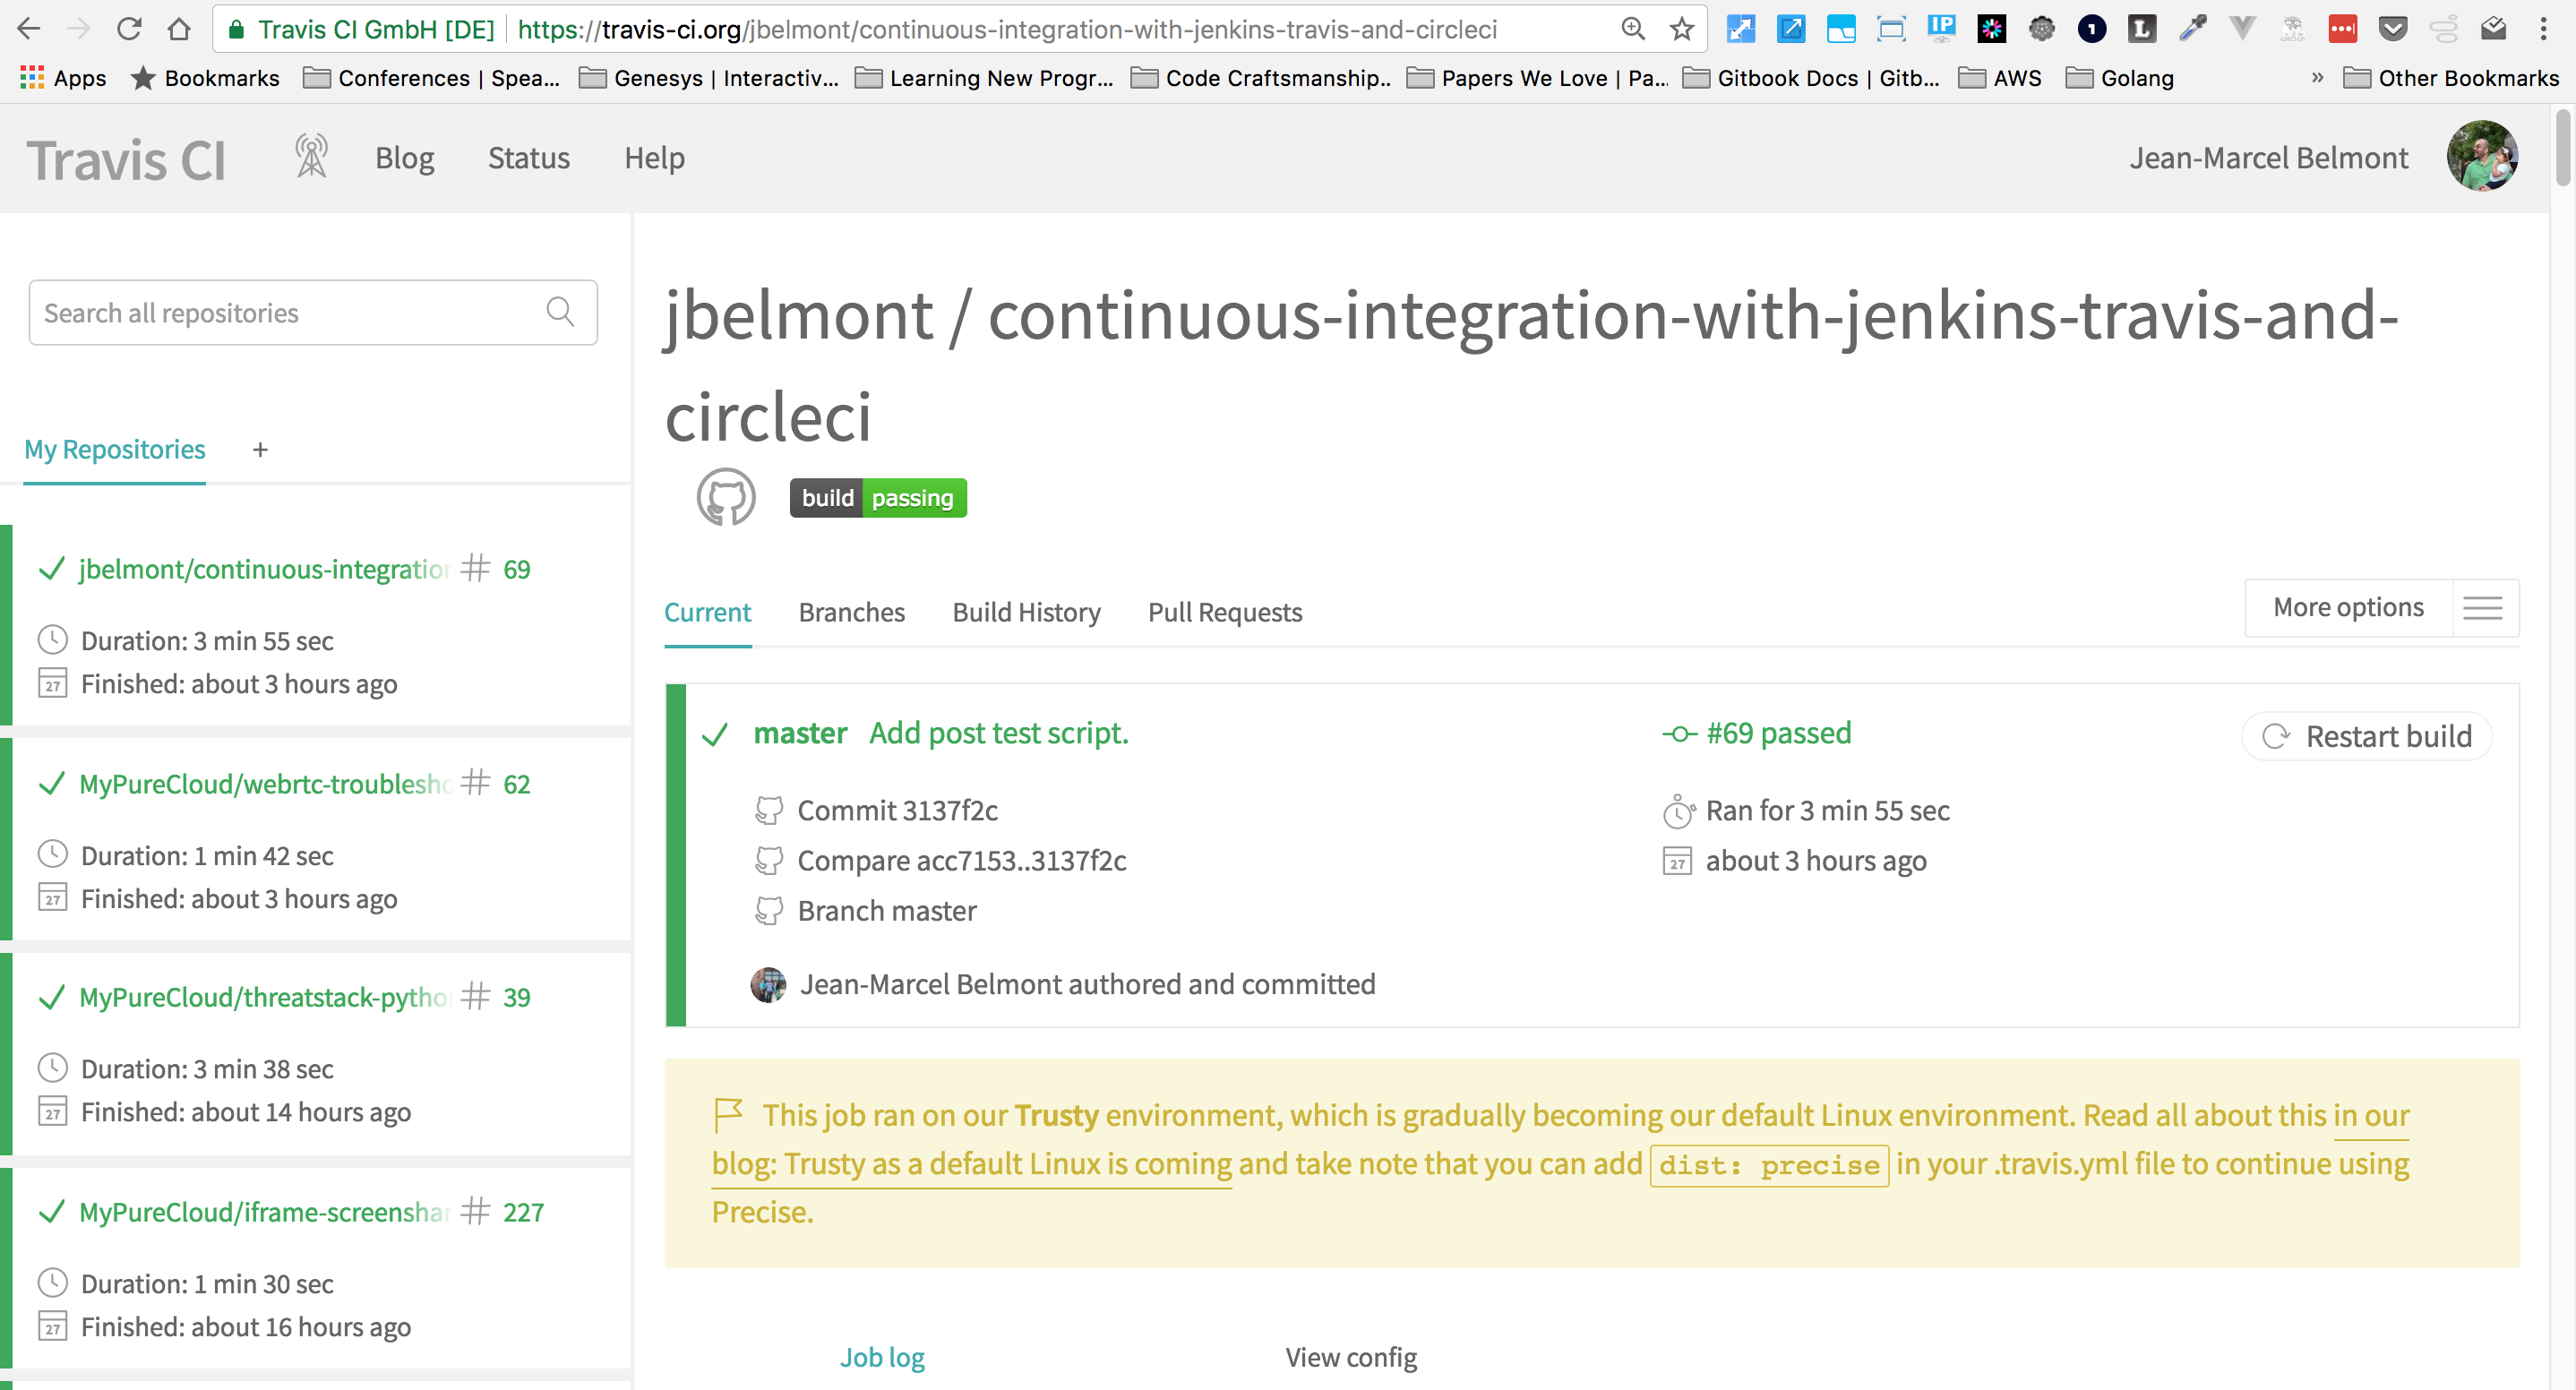 Travis CI GmbH [DE] https://travis-ci.org/jbelmont/continuous-integration-with-jenkins-travis-and-circleci
Apps Bookmarks Conferences | Spea... Genesys | Interactiv... Learning New Progr... Code Craftsmanship.. Papers We Love | Pa... Gitbook Docs | Gitb... AWS Golang » Other Bookmarks
Travis CI Blog Status Help Jean-Marcel Belmont
Search all repositories
My Repositories +
jbelmont/continuous-integration # 69
Duration: 3 min 55 sec
Finished: about 3 hours ago
MyPureCloud/webrtc-troublesho # 62
Duration: 1 min 42 sec
Finished: about 3 hours ago
MyPureCloud/threatstack-python # 39
Duration: 3 min 38 sec
Finished: about 14 hours ago
MyPureCloud/iframe-screenshar # 227
Duration: 1 min 30 sec
Finished: about 16 hours ago
jbelmont / continuous-integration-with-jenkins-travis-and-
circleci
build passing
Current Branches Build History Pull Requests More options
master Add post test script. #69 passed Restart build
Commit 3137f2c Ran for 3 min 55 sec
Compare acc7153..3137f2c about 3 hours ago
Branch master
Jean-Marcel Belmont authored and committed
This job ran on our Trusty environment, which is gradually becoming our default Linux environment. Read all about this in our
blog: Trusty as a default Linux is coming and take note that you can add dist: precise in your .travis.yml file to continue using
Precise.
Job log View config